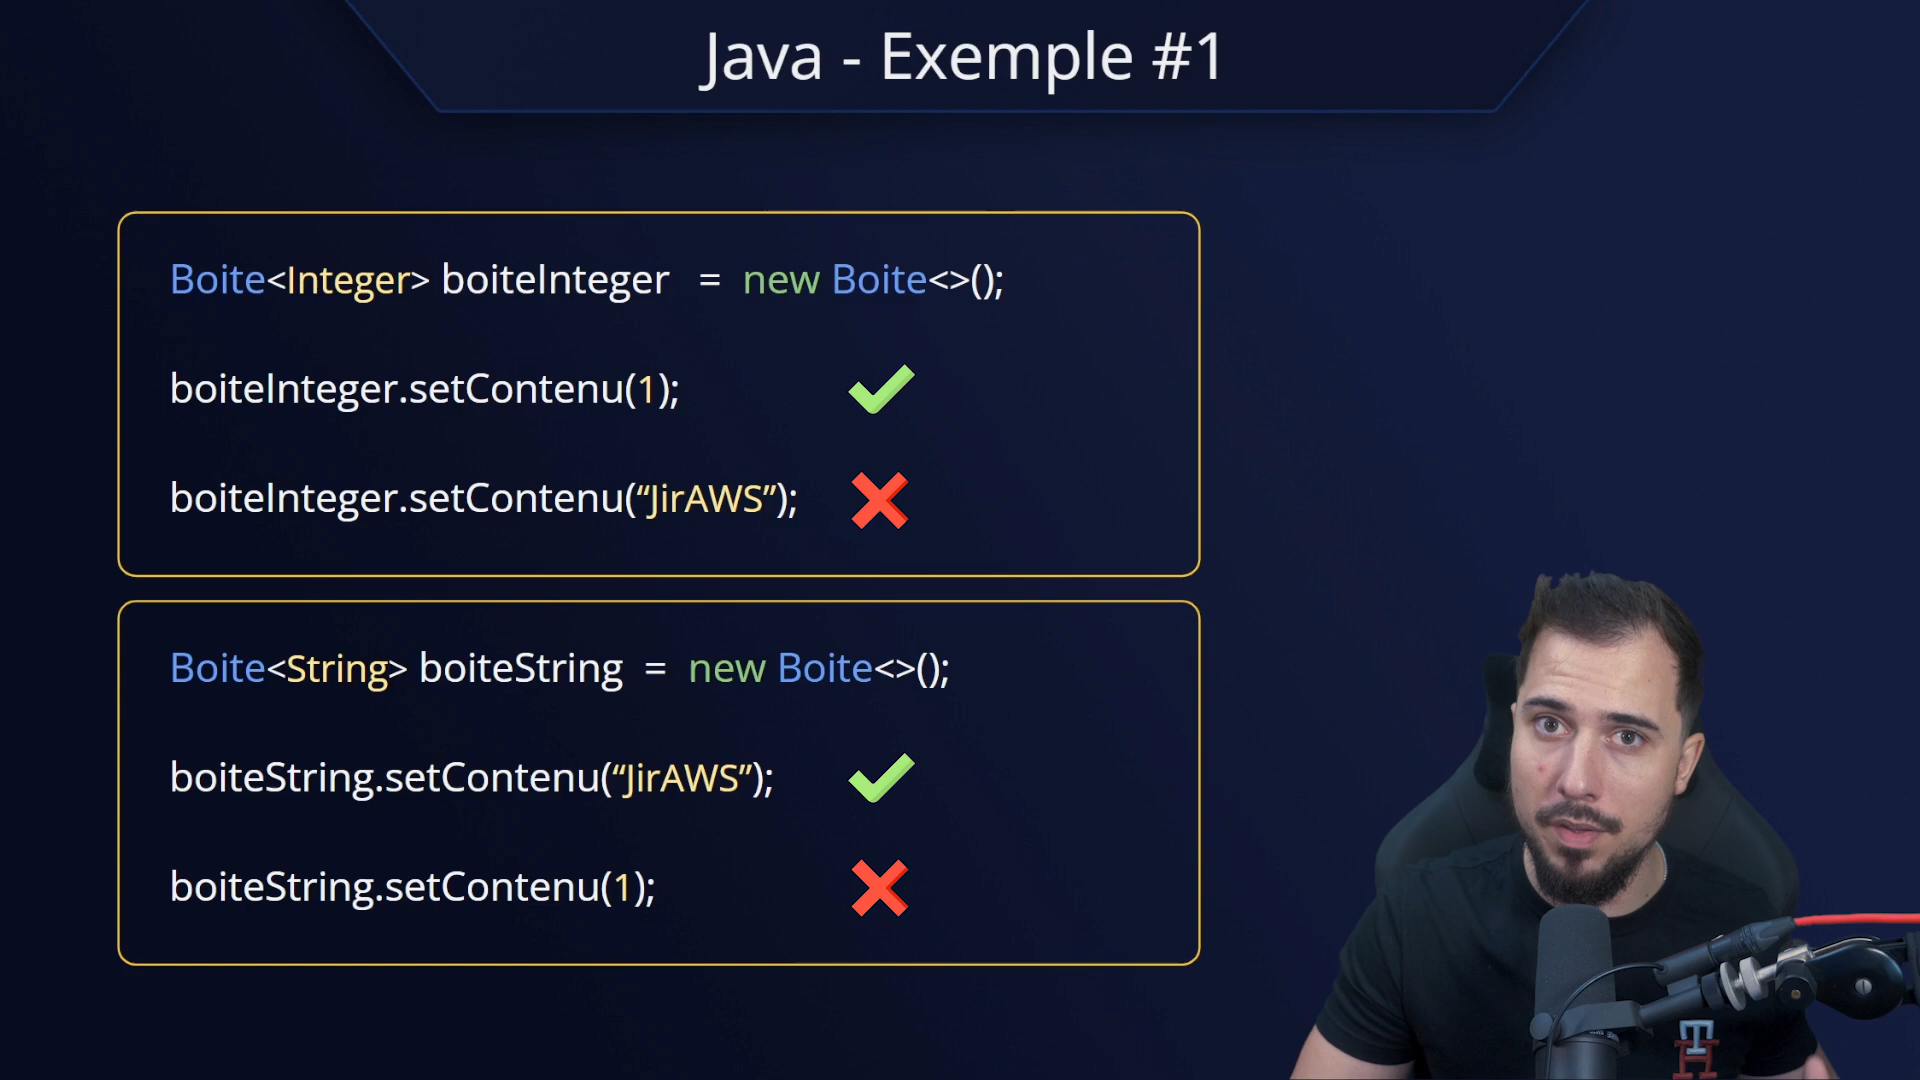 Java - Exemple #1
Boite<Integer> boiteInteger = new Boite<>();
boiteInteger.setContenu(1);
boiteInteger.setContenu(“JirAWS”);
Boite<String> boiteString = new Boite<>();
boiteString.setContenu(“JirAWS”);
boiteString.setContenu(1);